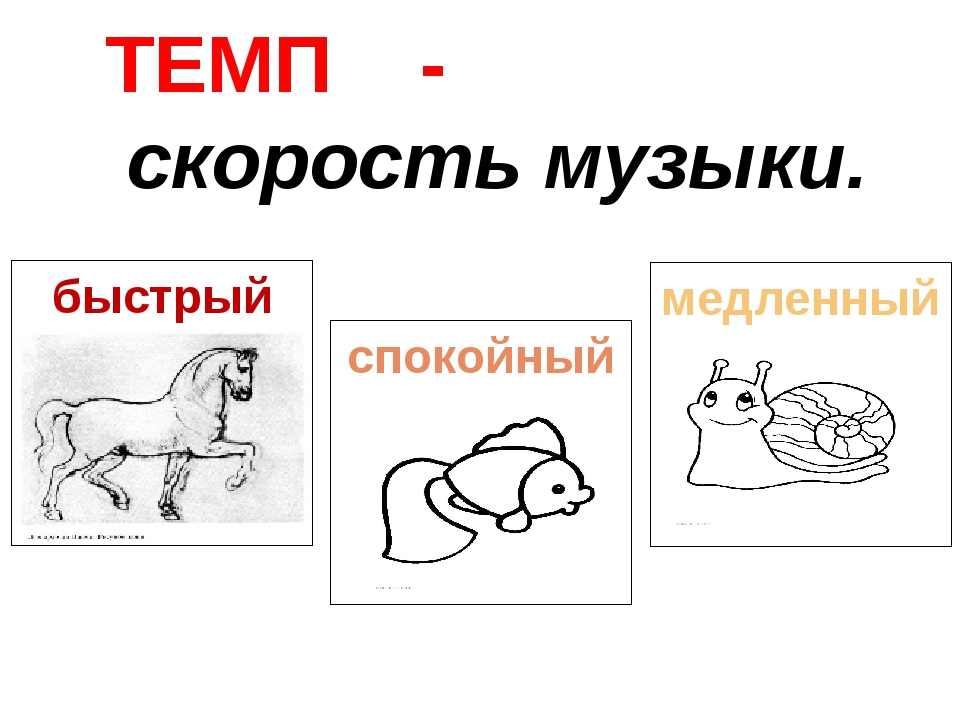 ТЕМП -
скорость музыки.
быстрый
спокойный
медленный